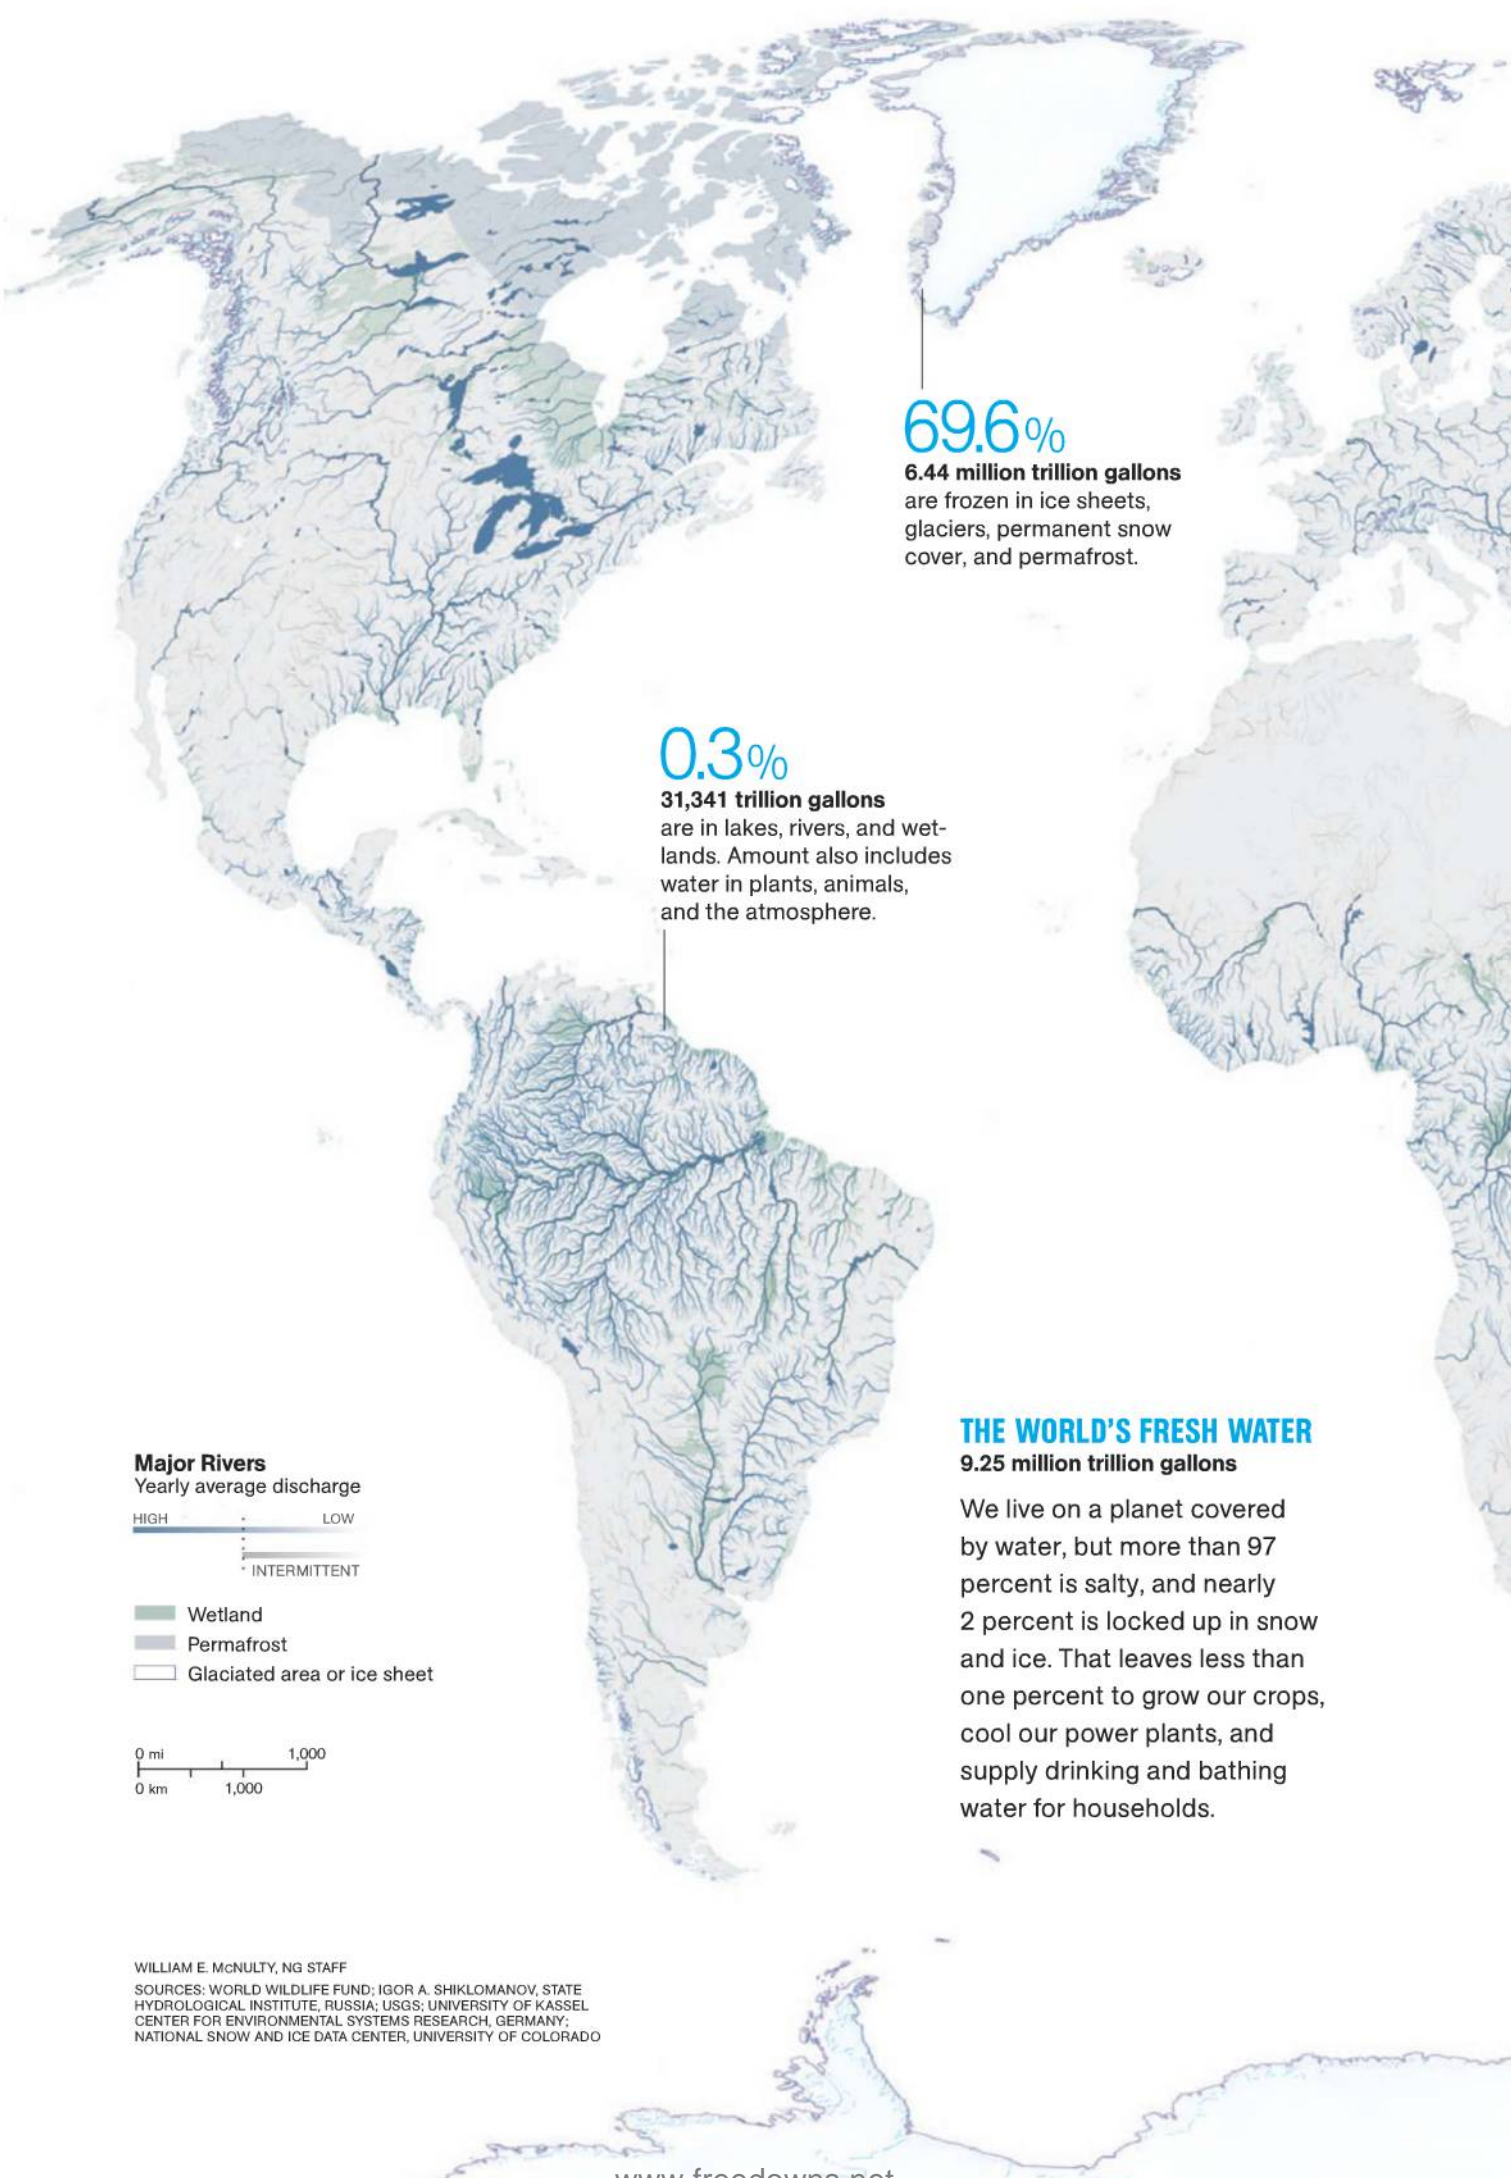 69.6%
6.44 million trillion gallons
are frozen in ice sheets,
glaciers, permanent snow
cover, and permafrost.
0.3%
31,341 trillion gallons
are in lakes, rivers, and wet-
lands. Amount also includes
water in plants, animals,
and the atmosphere.
THE WORLD'S FRESH WATER
9.25 million trillion gallons
We live on a planet covered
by water, but more than 97
percent is salty, and nearly
2 percent is locked up in snow
and ice. That leaves less than
one percent to grow our crops,
cool our power plants, and
supply drinking and bathing
water for households.
Major Rivers
Yearly average discharge
HIGH LOW
INTERMITTENT
Wetland
Permafrost
Glaciated area or ice sheet
0 mi 1,000
0 km 1,000
WILLIAM E. McNULTY, NG STAFF
SOURCES: WORLD WILDLIFE FUND; IGOR A. SHIKLOMANOV, STATE
HYDROLOGICAL INSTITUTE, RUSSIA; USGS; UNIVERSITY OF KASSEL
CENTER FOR ENVIRONMENTAL SYSTEMS RESEARCH, GERMANY;
NATIONAL SNOW AND ICE DATA CENTER, UNIVERSITY OF COLORADO